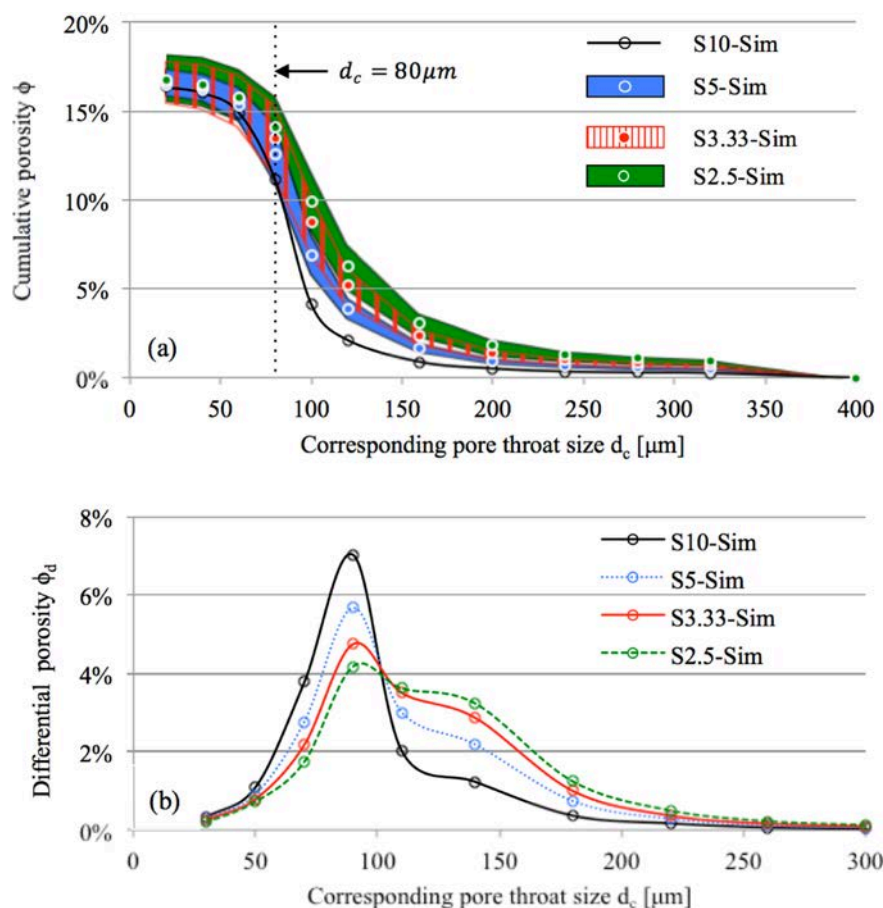 20%
15%
10%
5%
0%
Cumulative porosity ϕ
d_c = 80μm
S10-Sim
S5-Sim
S3.33-Sim
S2.5-Sim
(a)
0 50 100 150 200 250 300 350 400
Corresponding pore throat size d_c [μm]
8%
6%
4%
2%
0%
Differential porosity ϕ_d
S10-Sim
S5-Sim
S3.33-Sim
S2.5-Sim
(b)
0 50 100 150 200 250 300
Corresponding pore throat size d_c [μm]